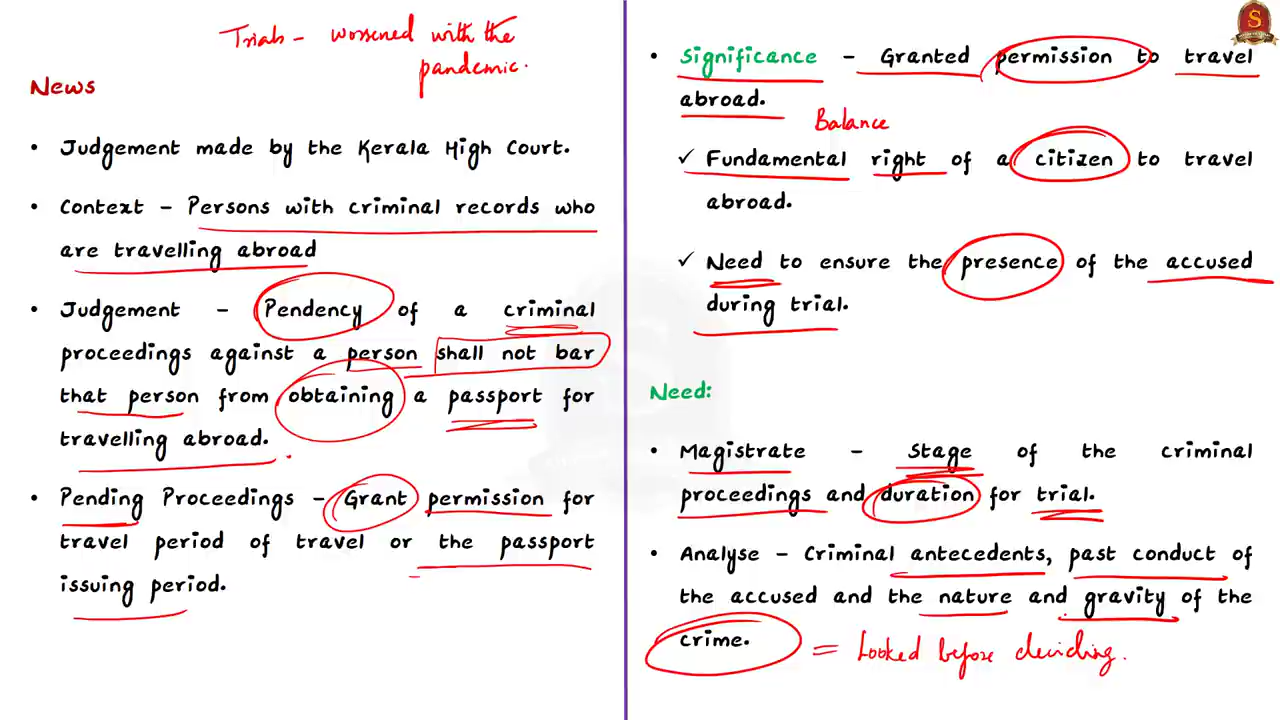 Trials - worsened with the
pandemic.
News
• Judgement made by the Kerala High Court.
• Context - Persons with criminal records who
are travelling abroad
• Judgement - Pendency of a criminal
proceedings against a person shall not bar
that person from obtaining a passport for
travelling abroad.
• Pending Proceedings - Grant permission for
travel period of travel or the passport
issuing period.
• Significance - Granted permission to travel
abroad.
Balance
✓ Fundamental right of a citizen to travel
abroad.
✓ Need to ensure the presence of the accused
during trial.
Need:
• Magistrate - Stage of the criminal
proceedings and duration for trial.
• Analyse - Criminal antecedents, past conduct of
the accused and the nature and gravity of the
crime. = Looked before deciding.
S